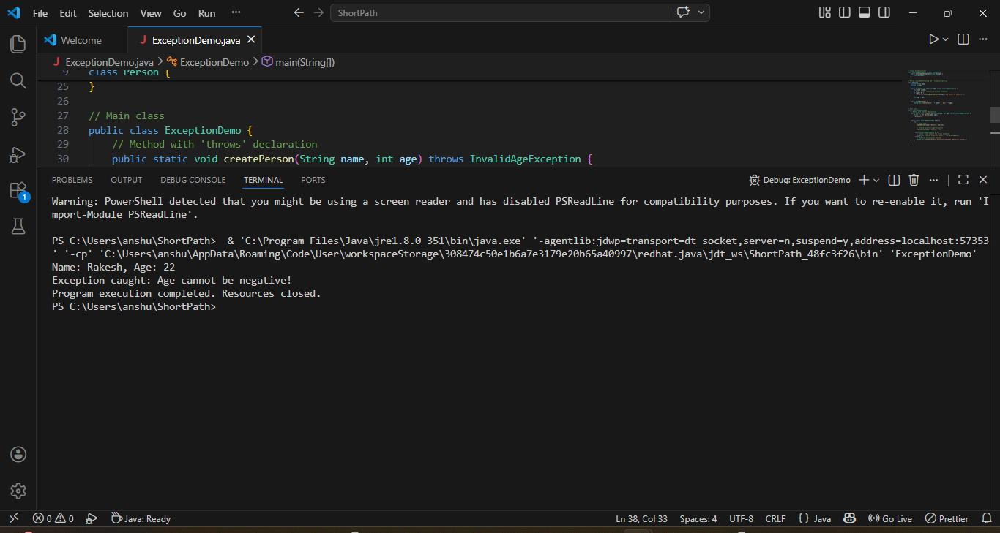 File Edit Selection View Go Run ···
ShortPath
Welcome
J ExceptionDemo.java
J ExceptionDemo.java > ExceptionDemo > main(String[])
9 class Person {
25 }
26
27 // Main class
28 public class ExceptionDemo {
29 // Method with 'throws' declaration
30 public static void createPerson(String name, int age) throws InvalidAgeException {
PROBLEMS OUTPUT DEBUG CONSOLE TERMINAL PORTS
Debug: ExceptionDemo
Warning: PowerShell detected that you might be using a screen reader and has disabled PSReadLine for compatibility purposes. If you want to re-enable it, run 'I
mport-Module PSReadLine'.
PS C:\Users\anshu\ShortPath>  & 'C:\Program Files\Java\jre1.8.0_351\bin\java.exe' '-agentlib:jdwp=transport=dt_socket,server=n,suspend=y,address=localhost:57353
' '-cp' 'C:\Users\anshu\AppData\Roaming\Code\User\workspaceStorage\308474c50e1b6a7e3179e20b65a40997\redhat.java\jdt_ws\ShortPath_48fc3f26\bin' 'ExceptionDemo'
Name: Rakesh, Age: 22
Exception caught: Age cannot be negative!
Program execution completed. Resources closed.
PS C:\Users\anshu\ShortPath>
1
0 0 Java: Ready
Ln 38, Col 33 Spaces: 4 UTF-8 CRLF { } Java Go Live Prettier